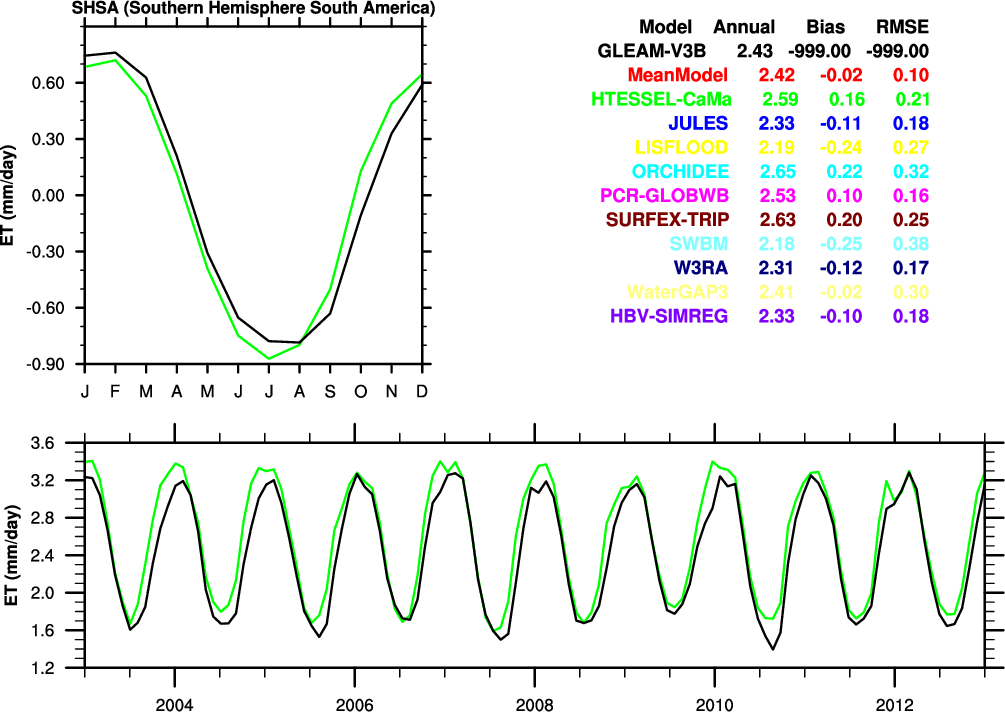 SHSA (Southern Hemisphere South America)
ET (mm/day)
0.60
0.30
0.00
-0.30
-0.60
-0.90
J F M A M J J A S O N D
Model Annual Bias RMSE
GLEAM-V3B 2.43 -999.00 -999.00
MeanModel 2.42 -0.02 0.10
HTESSEL-CaMa 2.59 0.16 0.21
JULES 2.33 -0.11 0.18
LISFLOOD 2.19 -0.24 0.27
ORCHIDEE 2.65 0.22 0.32
PCR-GLOBWB 2.53 0.10 0.16
SURFEX-TRIP 2.63 0.20 0.25
SWBM 2.18 -0.25 0.38
W3RA 2.31 -0.12 0.17
WaterGAP3 2.41 -0.02 0.30
HBV-SIMREG 2.33 -0.10 0.18
ET (mm/day)
3.6
3.2
2.8
2.4
2.0
1.6
1.2
2004 2006 2008 2010 2012